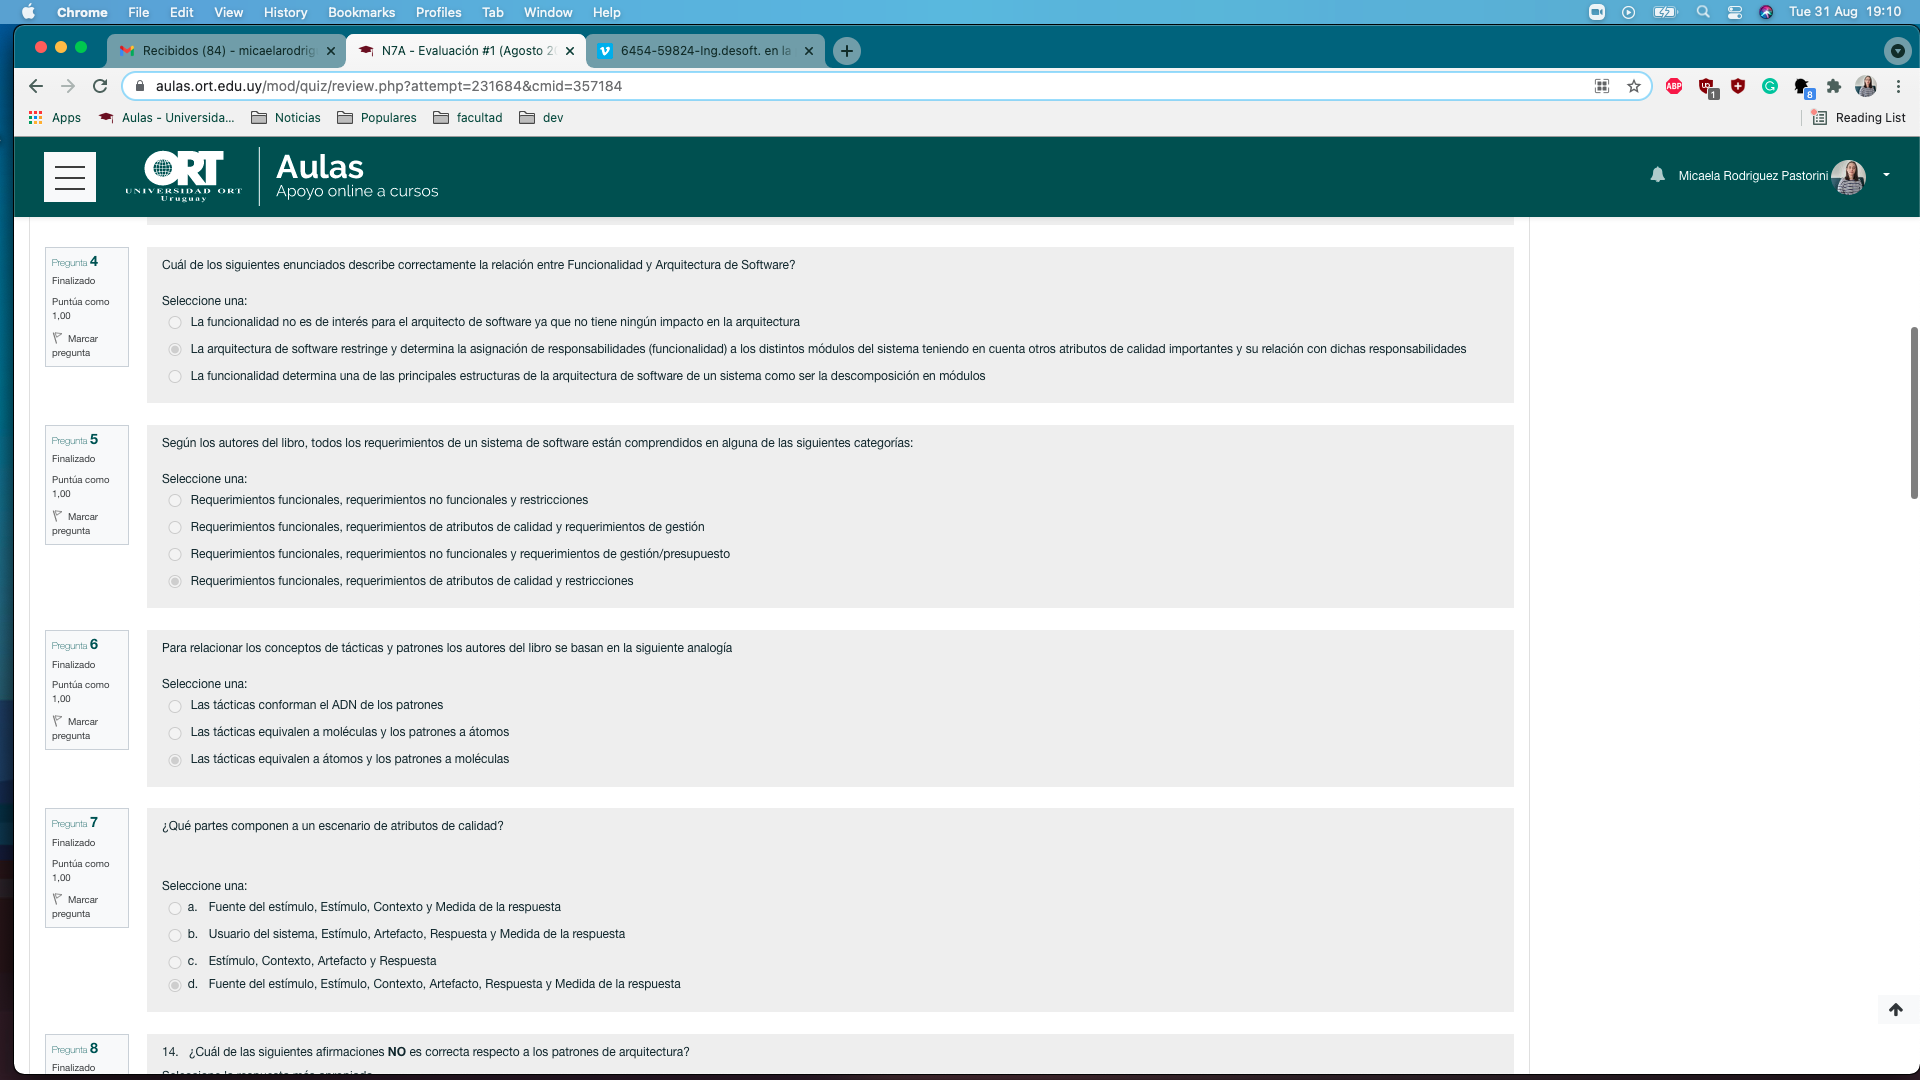 Chrome File Edit View History Bookmarks Profiles Tab Window Help Tue 31 Aug 19:10
Recibidos (84) - micaelarodrig N7A - Evaluación #1 (Agosto 2 6454-59824-Ing.desoft. en la
aulas.ort.edu.uy/mod/quiz/review.php?attempt=231684&cmid=357184
ABP 1 8
Apps Aulas - Universida... Noticias Populares facultad dev Reading List
ORT
UNIVERSIDAD ORT
Uruguay
Aulas
Apoyo online a cursos
Micaela Rodriguez Pastorini
Pregunta 4
Finalizado
Puntúa como
1,00
Marcar
pregunta
Cuál de los siguientes enunciados describe correctamente la relación entre Funcionalidad y Arquitectura de Software?
Seleccione una:
La funcionalidad no es de interés para el arquitecto de software ya que no tiene ningún impacto en la arquitectura
La arquitectura de software restringe y determina la asignación de responsabilidades (funcionalidad) a los distintos módulos del sistema teniendo en cuenta otros atributos de calidad importantes y su relación con dichas responsabilidades
La funcionalidad determina una de las principales estructuras de la arquitectura de software de un sistema como ser la descomposición en módulos
Pregunta 5
Finalizado
Puntúa como
1,00
Marcar
pregunta
Según los autores del libro, todos los requerimientos de un sistema de software están comprendidos en alguna de las siguientes categorías:
Seleccione una:
Requerimientos funcionales, requerimientos no funcionales y restricciones
Requerimientos funcionales, requerimientos de atributos de calidad y requerimientos de gestión
Requerimientos funcionales, requerimientos no funcionales y requerimientos de gestión/presupuesto
Requerimientos funcionales, requerimientos de atributos de calidad y restricciones
Pregunta 6
Finalizado
Puntúa como
1,00
Marcar
pregunta
Para relacionar los conceptos de tácticas y patrones los autores del libro se basan en la siguiente analogía
Seleccione una:
Las tácticas conforman el ADN de los patrones
Las tácticas equivalen a moléculas y los patrones a átomos
Las tácticas equivalen a átomos y los patrones a moléculas
Pregunta 7
Finalizado
Puntúa como
1,00
Marcar
pregunta
¿Qué partes componen a un escenario de atributos de calidad?
Seleccione una:
a. Fuente del estímulo, Estímulo, Contexto y Medida de la respuesta
b. Usuario del sistema, Estímulo, Artefacto, Respuesta y Medida de la respuesta
c. Estímulo, Contexto, Artefacto y Respuesta
d. Fuente del estímulo, Estímulo, Contexto, Artefacto, Respuesta y Medida de la respuesta
Pregunta 8
Finalizado
14. ¿Cuál de las siguientes afirmaciones NO es correcta respecto a los patrones de arquitectura?